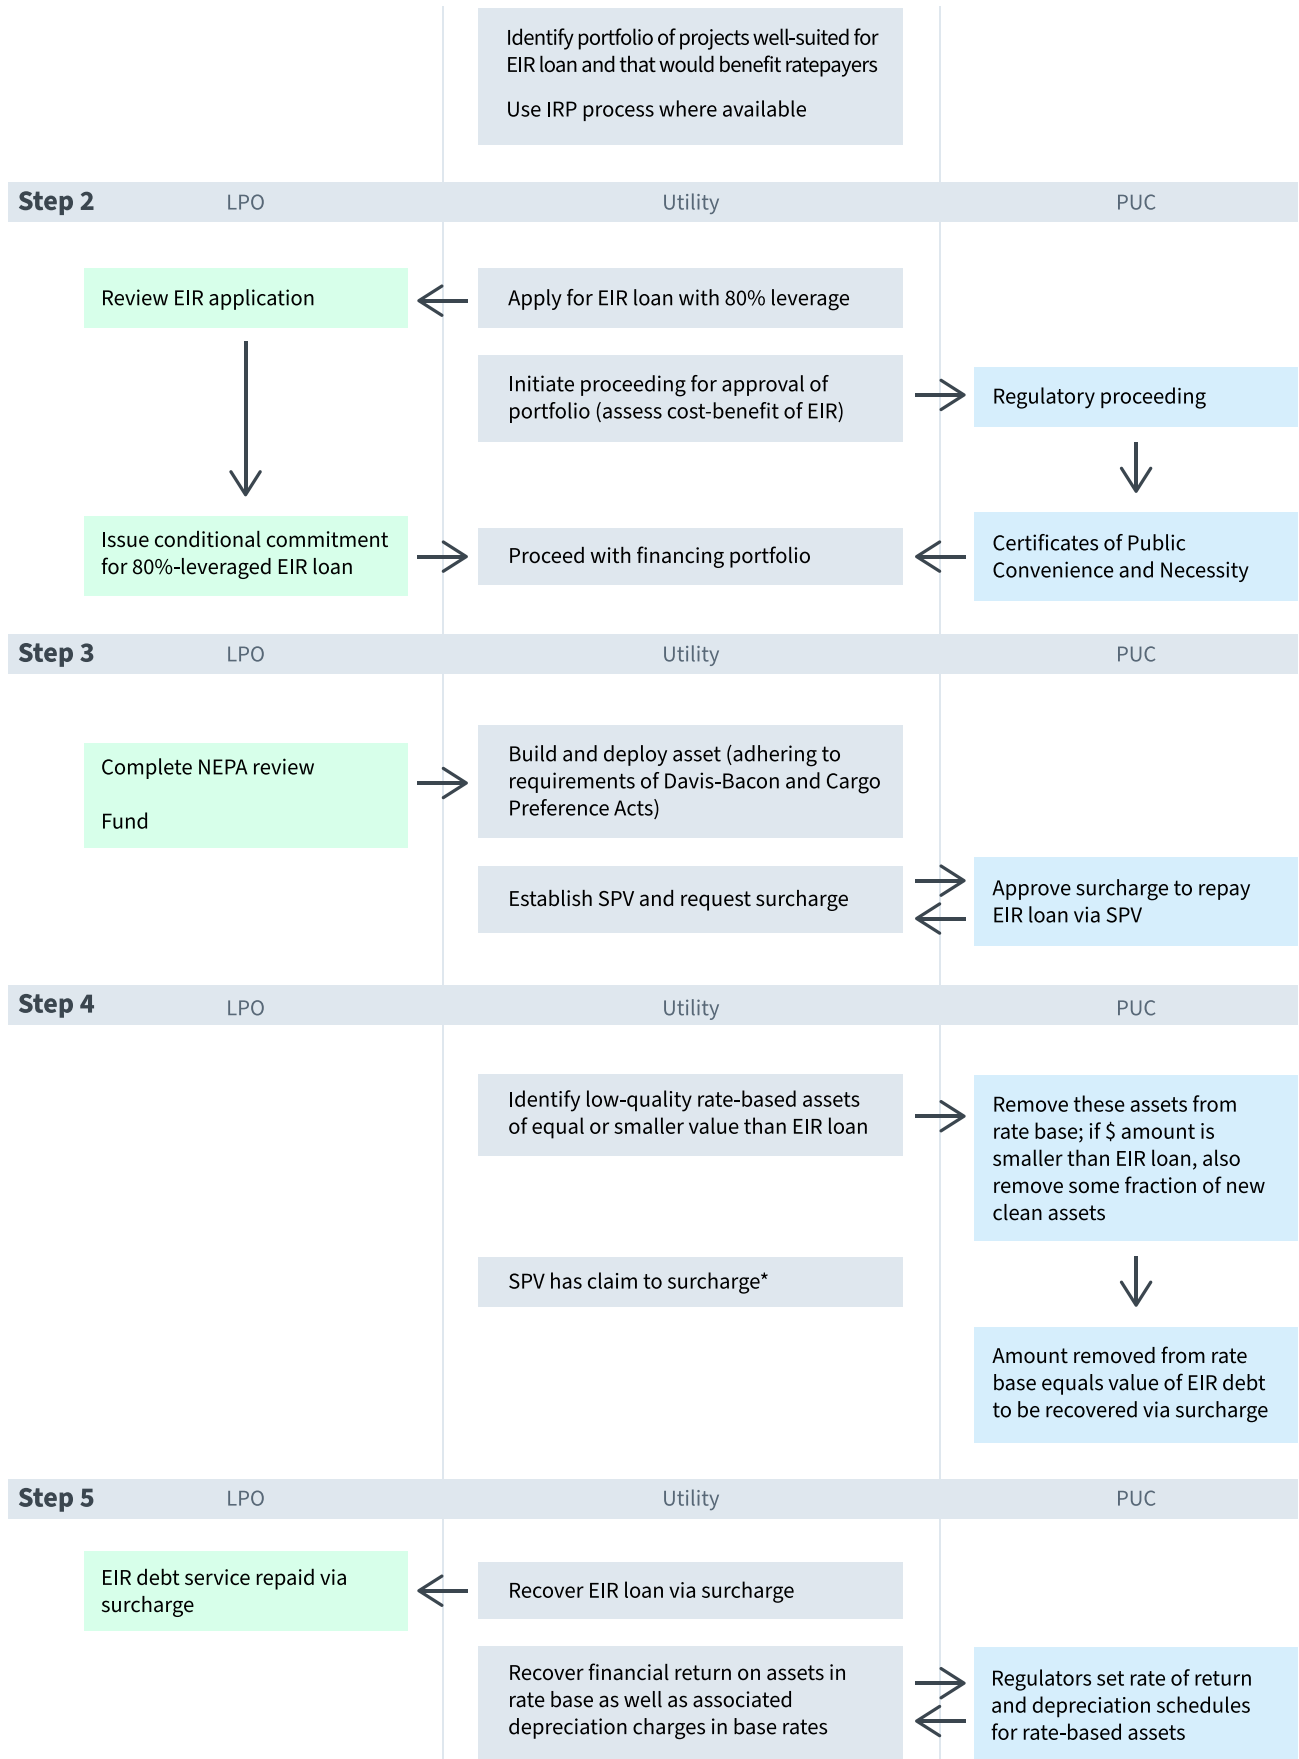 Identify portfolio of projects well-suited for
EIR loan and that would benefit ratepayers
Use IRP process where available
Step 2
LPO
Utility
PUC
Review EIR application
Apply for EIR loan with 80% leverage
Initiate proceeding for approval of
portfolio (assess cost-benefit of EIR)
Regulatory proceeding
Issue conditional commitment
for 80%-leveraged EIR loan
Proceed with financing portfolio
Certificates of Public
Convenience and Necessity
Step 3
LPO
Utility
PUC
Complete NEPA review
Fund
Build and deploy asset (adhering to
requirements of Davis-Bacon and Cargo
Preference Acts)
Establish SPV and request surcharge
Approve surcharge to repay
EIR loan via SPV
Step 4
LPO
Utility
PUC
Identify low-quality rate-based assets
of equal or smaller value than EIR loan
Remove these assets from
rate base; if $ amount is
smaller than EIR loan, also
remove some fraction of new
clean assets
SPV has claim to surcharge*
Amount removed from rate
base equals value of EIR debt
to be recovered via surcharge
Step 5
LPO
Utility
PUC
EIR debt service repaid via
surcharge
Recover EIR loan via surcharge
Recover financial return on assets in
rate base as well as associated
depreciation charges in base rates
Regulators set rate of return
and depreciation schedules
for rate-based assets